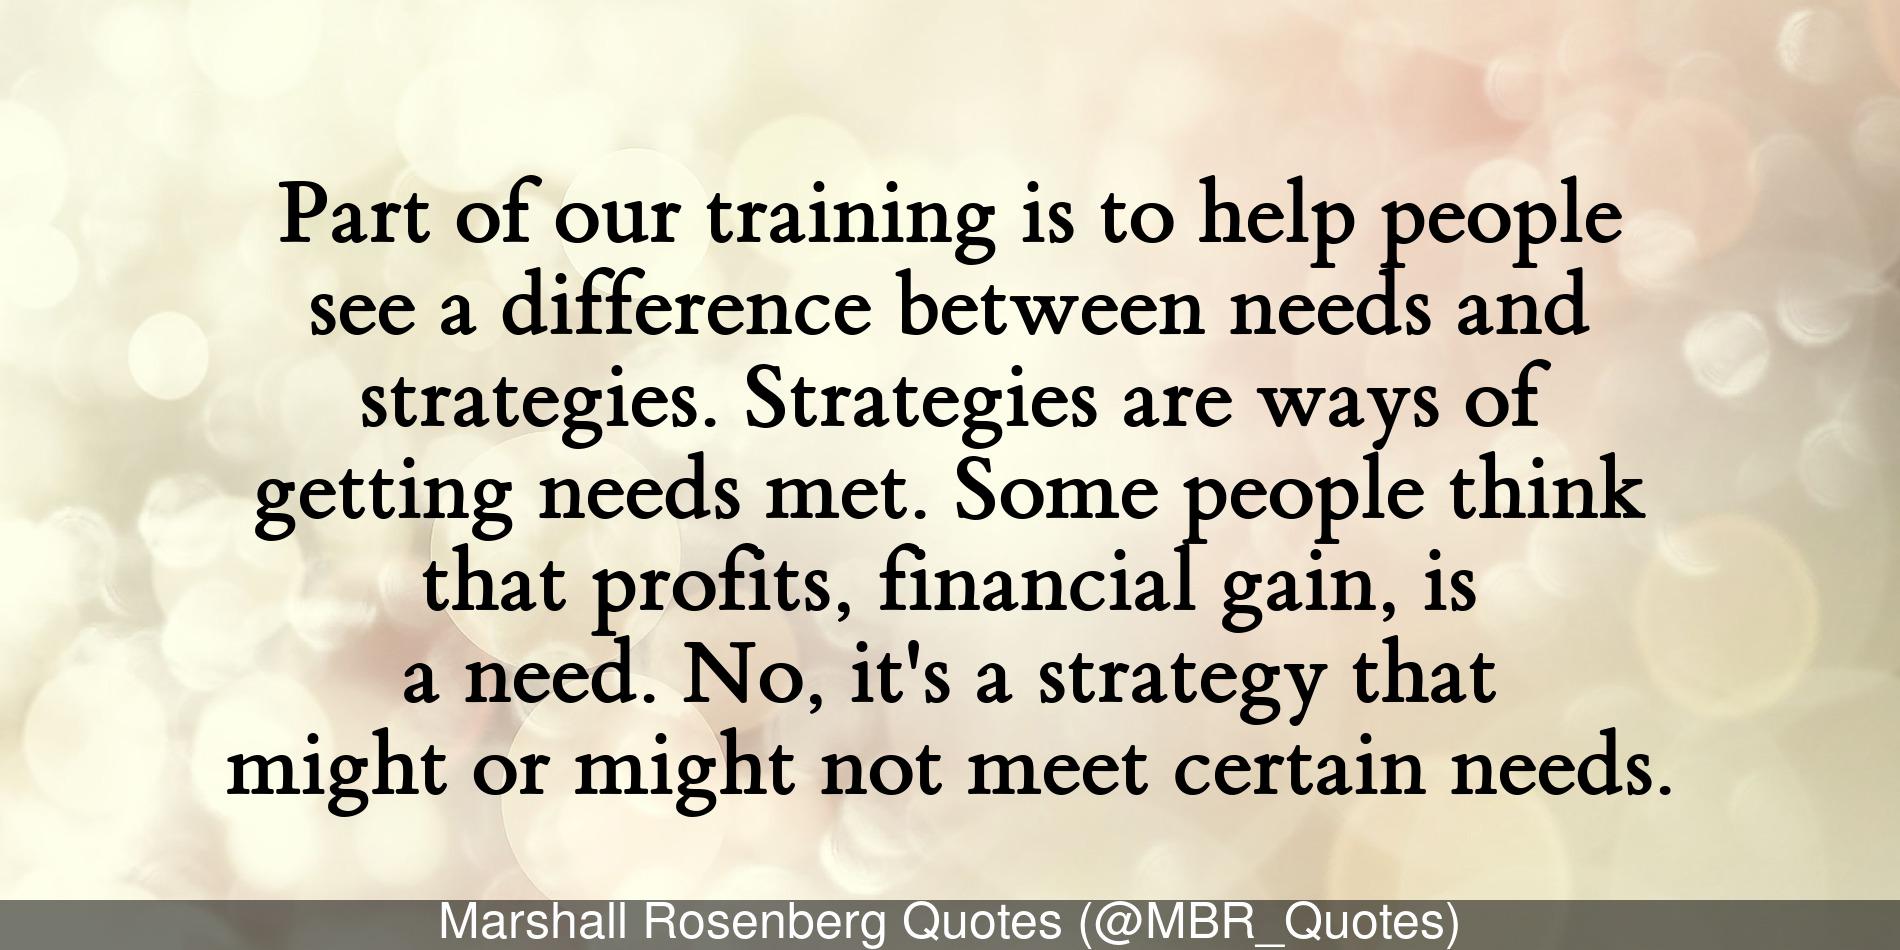 Part of our training is to help people
see a difference between needs and
strategies. Strategies are ways of
getting needs met. Some people think
that profits, financial gain, is
a need. No, it's a strategy that
might or might not meet certain needs.
Marshall Rosenberg Quotes (@MBR_Quotes)